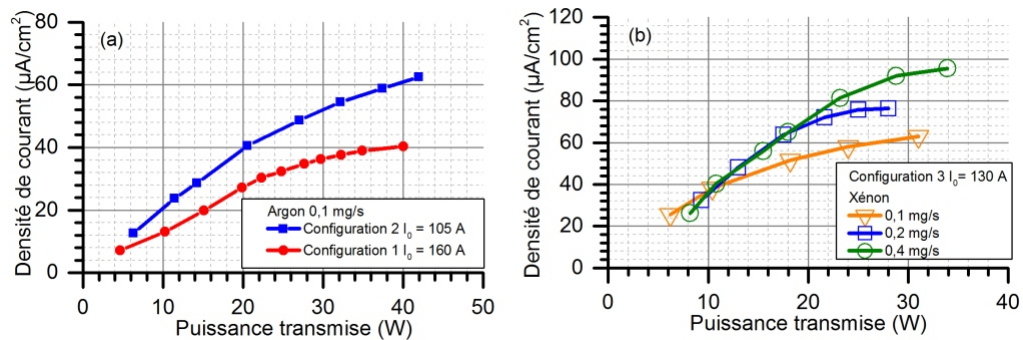 (a)
Densité de courant (µA/cm²)
80
60
40
20
0
0 10 20 30 40 50
Puissance transmise (W)
Argon 0,1 mg/s
Configuration 2 I₀ = 105 A
Configuration 1 I₀ = 160 A
(b)
Densité de courant (µA/cm²)
120
100
80
60
40
20
0
0 10 20 30 40
Puissance transmise (W)
Configuration 3 I₀= 130 A
Xénon
0,1 mg/s
0,2 mg/s
0,4 mg/s